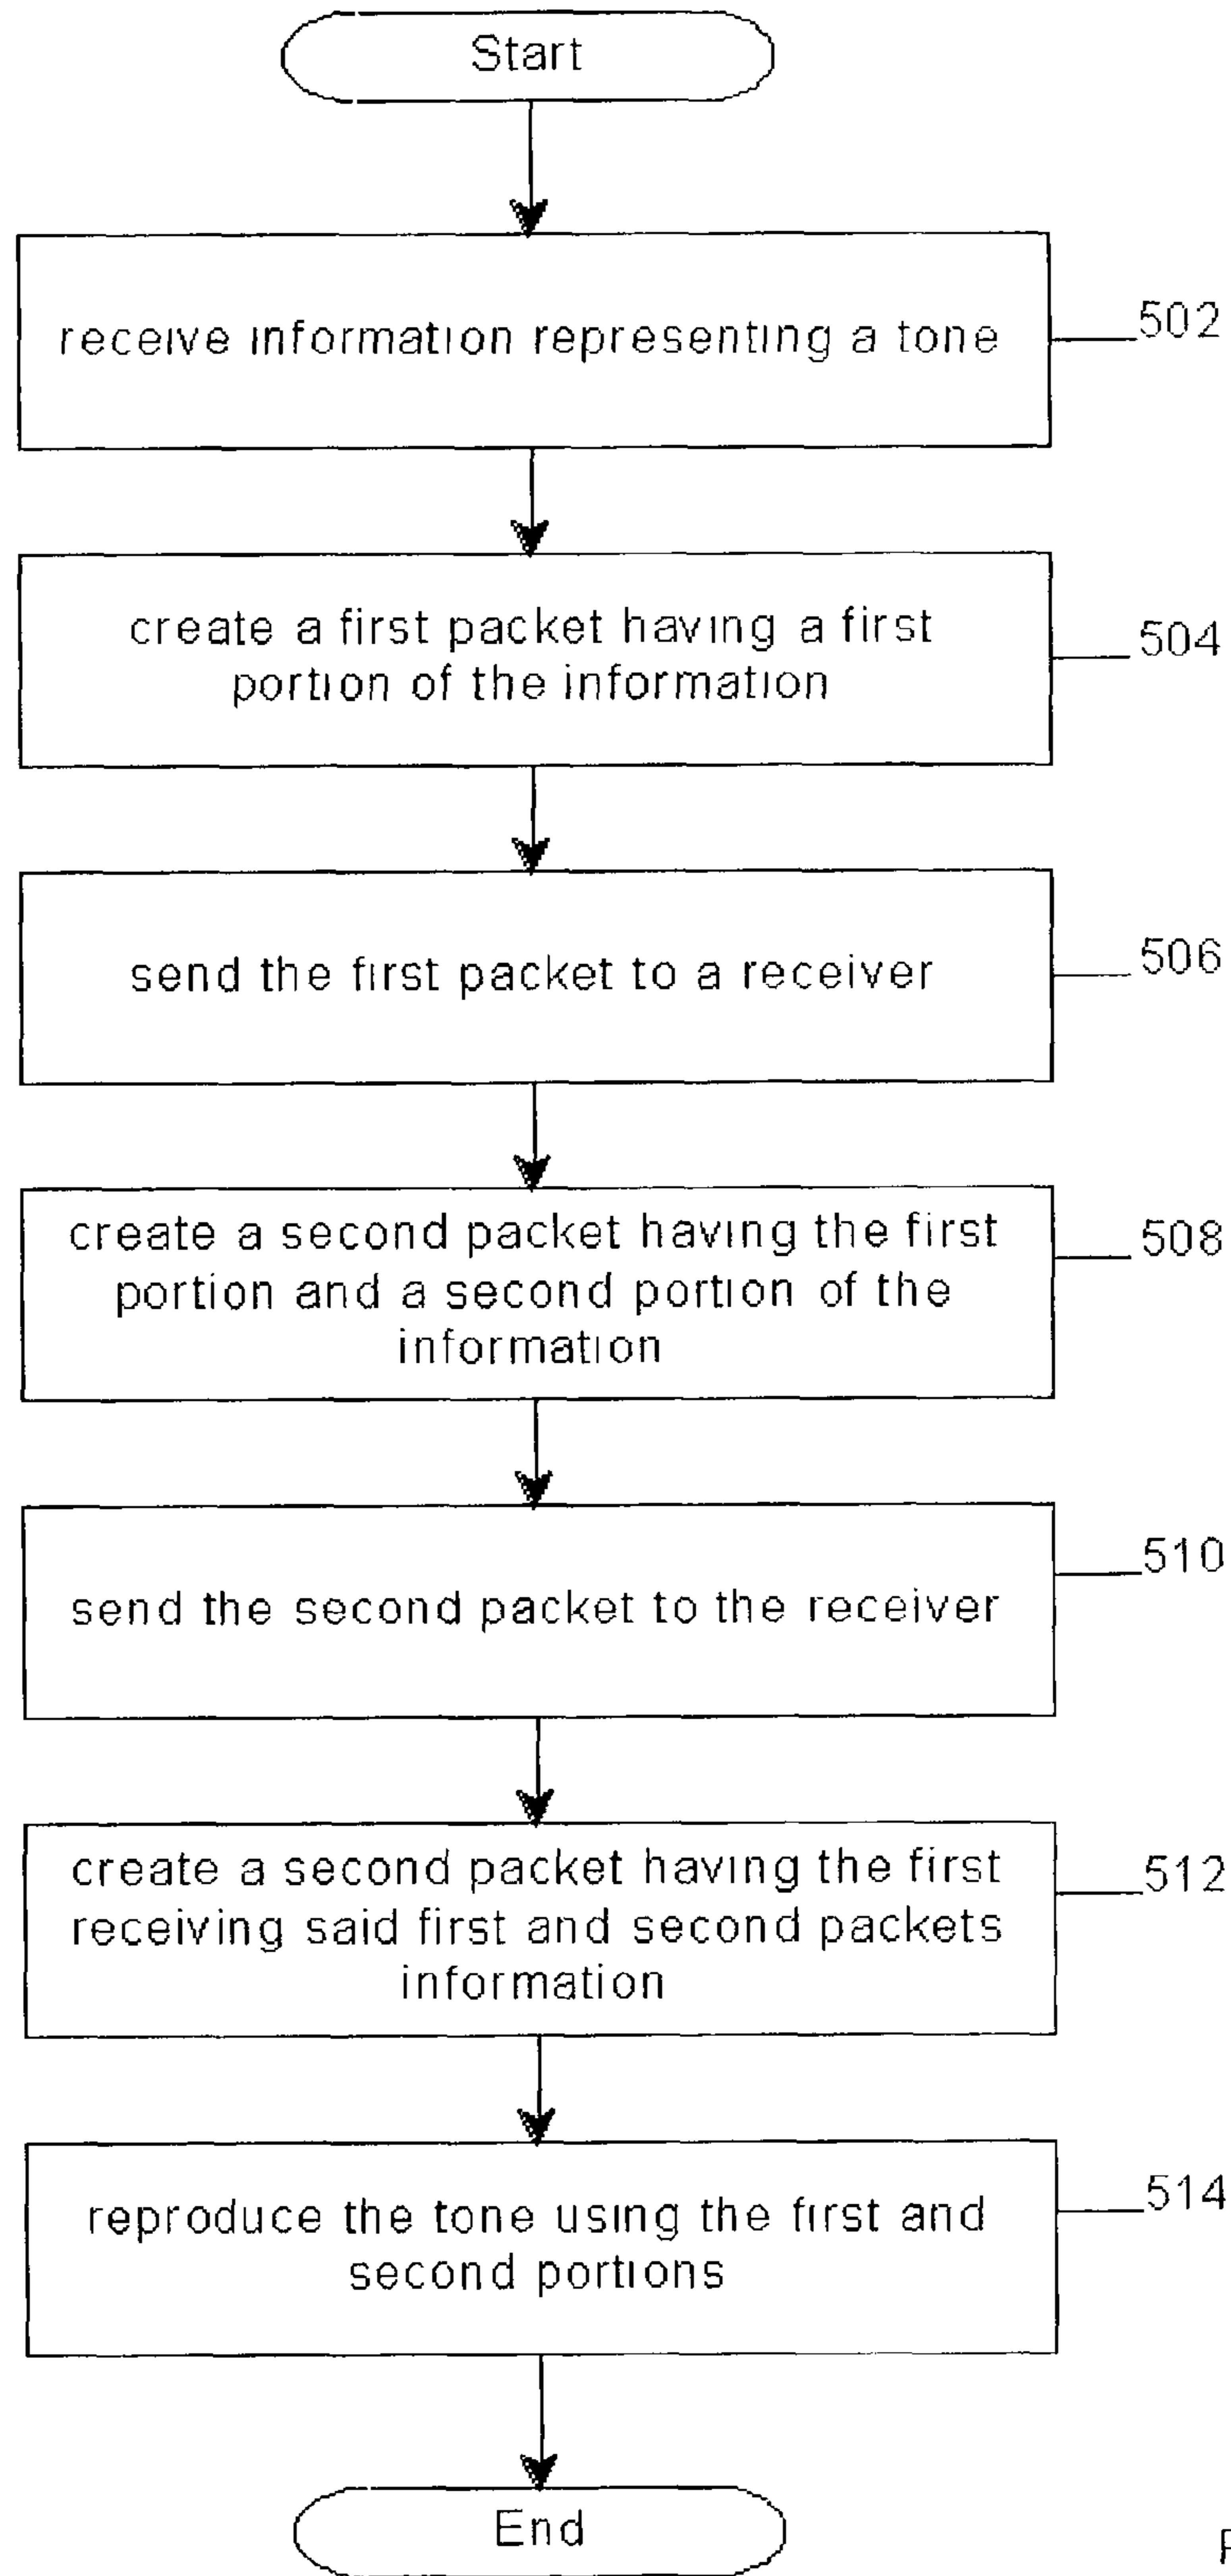 Start
receive information representing a tone
502
create a first packet having a first
portion of the information
504
send the first packet to a receiver
506
create a second packet having the first
portion and a second portion of the
information
508
send the second packet to the receiver
510
create a second packet having the first
receiving said first and second packets
information
512
reproduce the tone using the first and
second portions
514
End